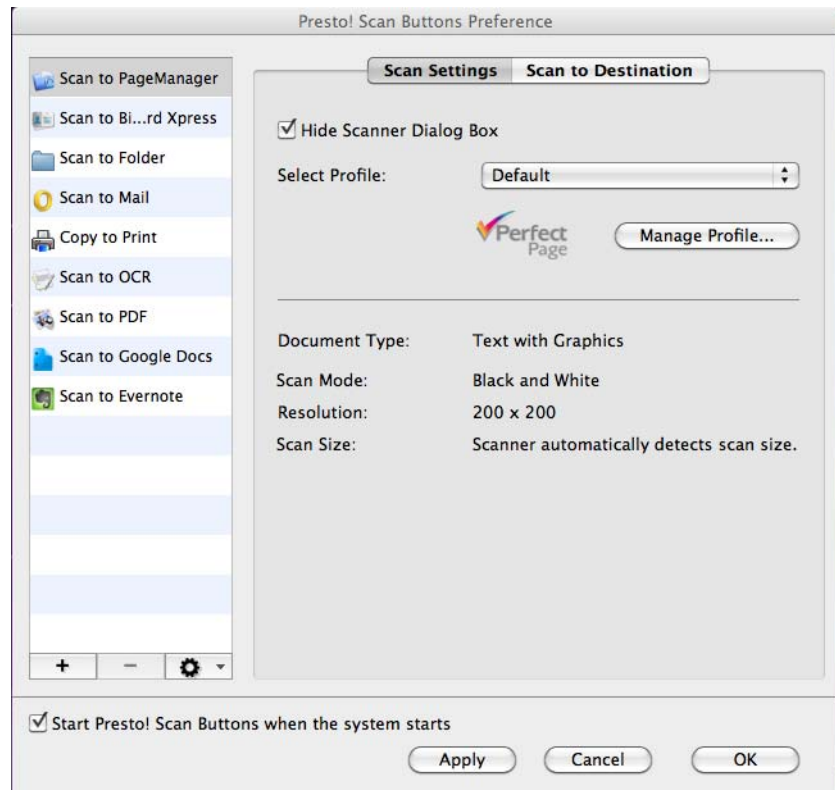 Presto! Scan Buttons Preference
Scan to PageManager
Scan to Bi...rd Xpress
Scan to Folder
Scan to Mail
Copy to Print
Scan to OCR
Scan to PDF
Scan to Google Docs
Scan to Evernote
+ −
Scan Settings Scan to Destination
Hide Scanner Dialog Box
Select Profile: Default
Perfect
Page
Manage Profile...
Document Type: Text with Graphics
Scan Mode: Black and White
Resolution: 200 x 200
Scan Size: Scanner automatically detects scan size.
Start Presto! Scan Buttons when the system starts
Apply Cancel OK